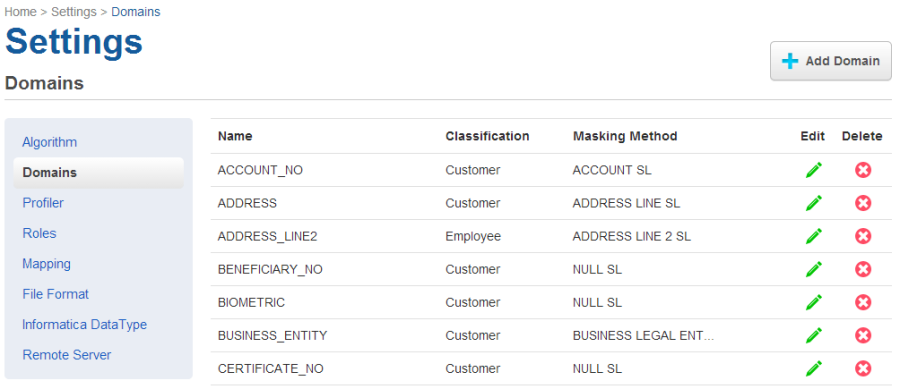 Home > Settings > Domains
Settings
Add Domain
Domains
Algorithm
Domains
Profiler
Roles
Mapping
File Format
Informatica DataType
Remote Server
Name Classification Masking Method Edit Delete
ACCOUNT_NO Customer ACCOUNT SL
ADDRESS Customer ADDRESS LINE SL
ADDRESS_LINE2 Employee ADDRESS LINE 2 SL
BENEFICIARY_NO Customer NULL SL
BIOMETRIC Customer NULL SL
BUSINESS_ENTITY Customer BUSINESS LEGAL ENT...
CERTIFICATE_NO Customer NULL SL